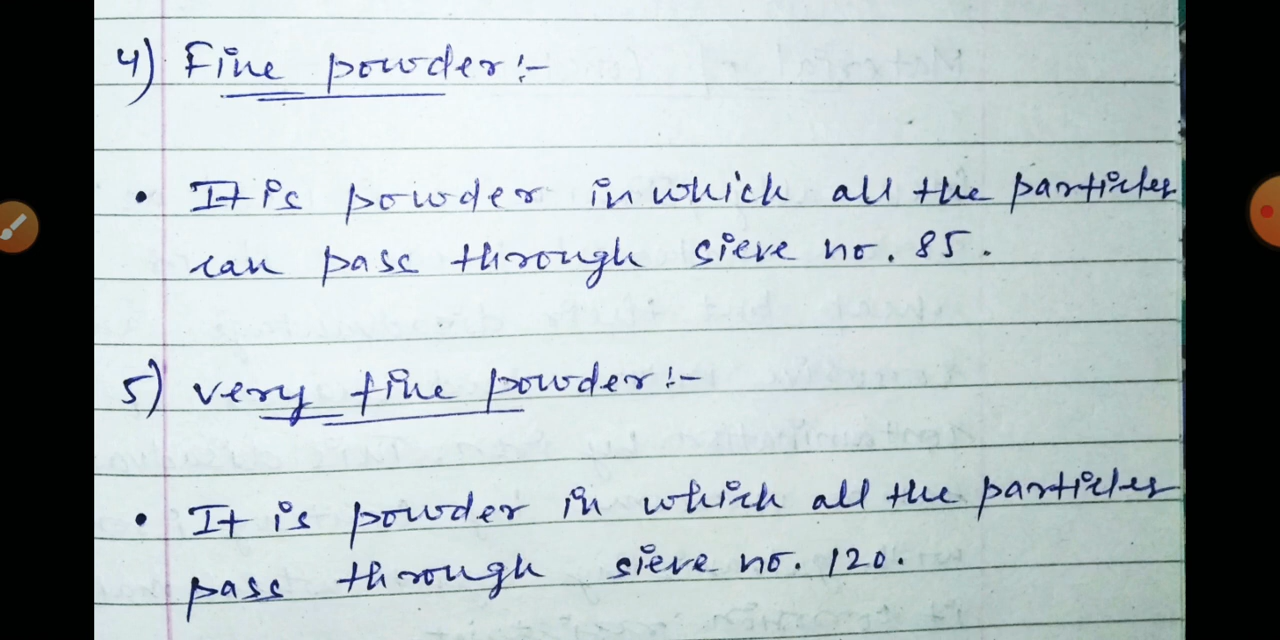 4) Fine powder:-
• It is powder in which all the particles
can pass through sieve no. 85.
5) very fine powder:-
• It is powder in which all the particles
pass through sieve no. 120.